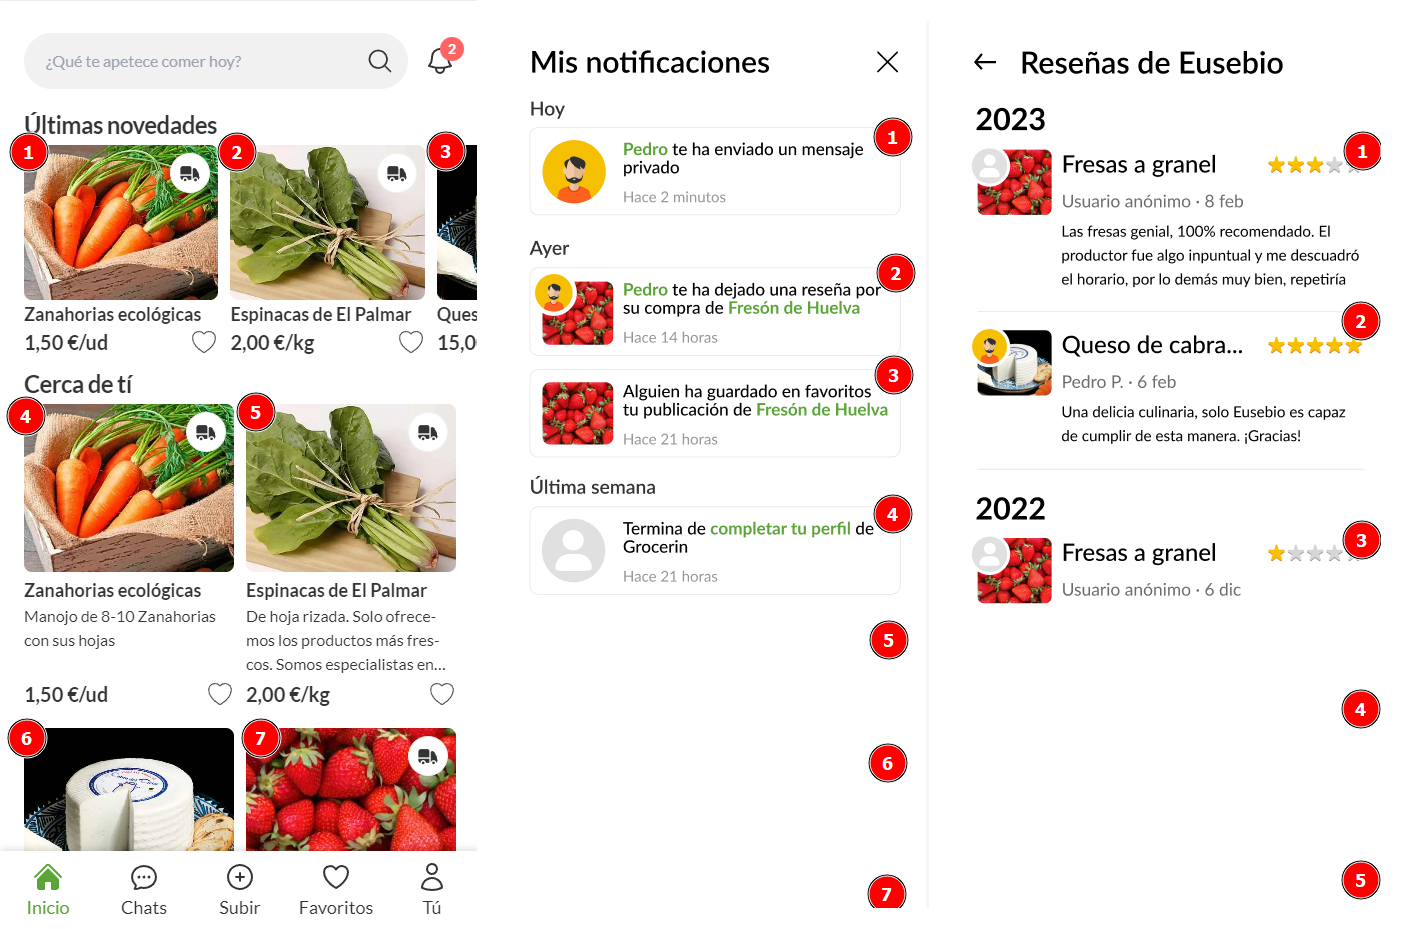 ¿Qué te apetece comer hoy?
2
Últimas novedades
1
2
3
Zanahorias ecológicas
Espinacas de El Palmar
Ques
1,50 €/ud
2,00 €/kg
15,0
Cerca de tí
4
5
Zanahorias ecológicas
Manojo de 8-10 Zanahorias
con sus hojas
1,50 €/ud
Espinacas de El Palmar
De hoja rizada. Solo ofrece-
mos los productos más fres-
cos. Somos especialistas en...
2,00 €/kg
6
7
Inicio
Chats
Subir
Favoritos
Tú
Mis notificaciones
Hoy
1
Pedro te ha enviado un mensaje
privado
Hace 2 minutos
Ayer
2
Pedro te ha dejado una reseña por
su compra de Fresón de Huelva
Hace 14 horas
3
Alguien ha guardado en favoritos
tu publicación de Fresón de Huelva
Hace 21 horas
Última semana
4
Termina de completar tu perfil de
Grocerin
Hace 21 horas
5
6
7
Reseñas de Eusebio
2023
1
Fresas a granel
Usuario anónimo · 8 feb
Las fresas genial, 100% recomendado. El
productor fue algo inpuntual y me descuadró
el horario, por lo demás muy bien, repetiría
2
Queso de cabra...
Pedro P. · 6 feb
Una delicia culinaria, solo Eusebio es capaz
de cumplir de esta manera. ¡Gracias!
2022
3
Fresas a granel
Usuario anónimo · 6 dic
4
5